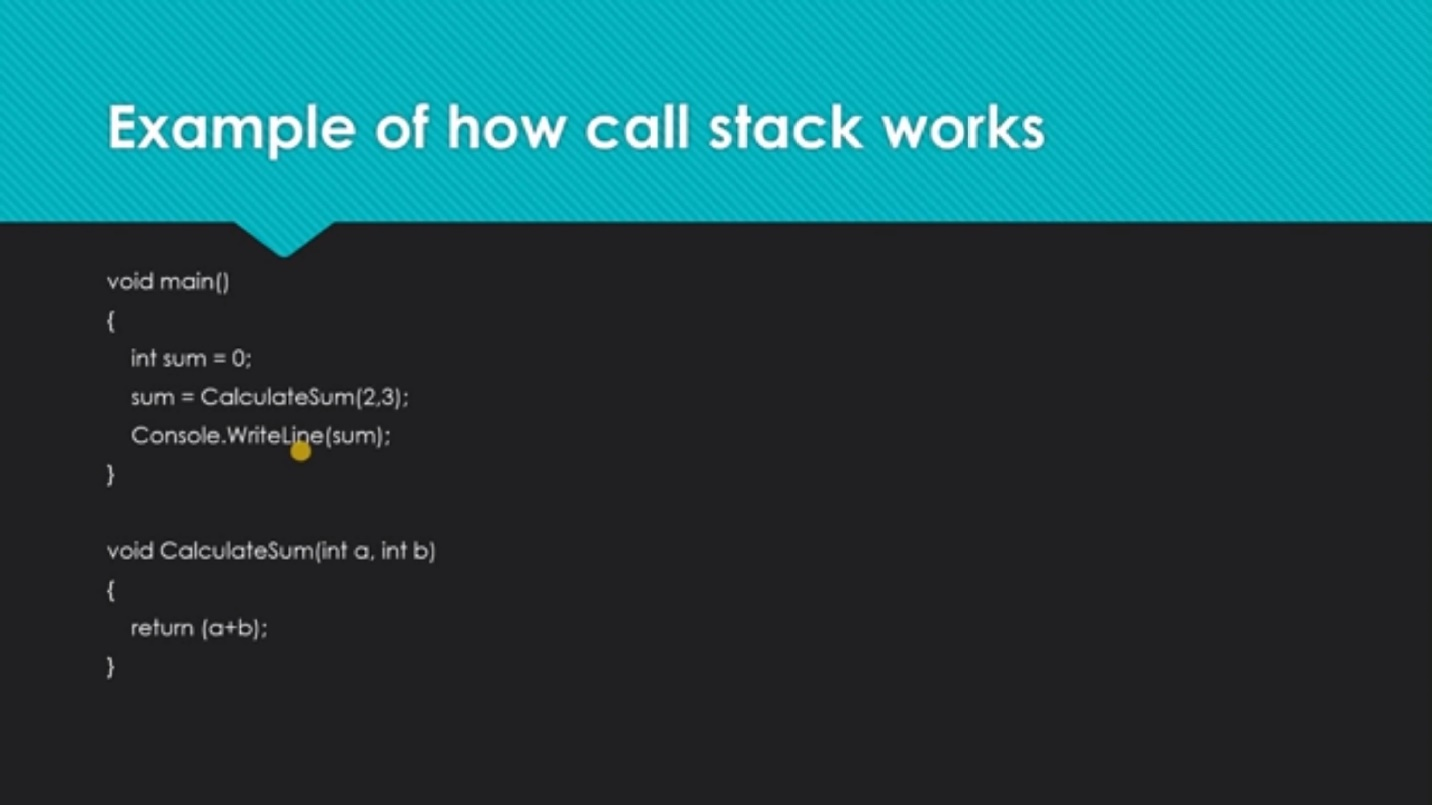 Example of how call stack works
void main()
{
int sum = 0;
sum = CalculateSum(2,3);
Console.WriteLine(sum);
}
void CalculateSum(int a, int b)
{
return (a+b);
}